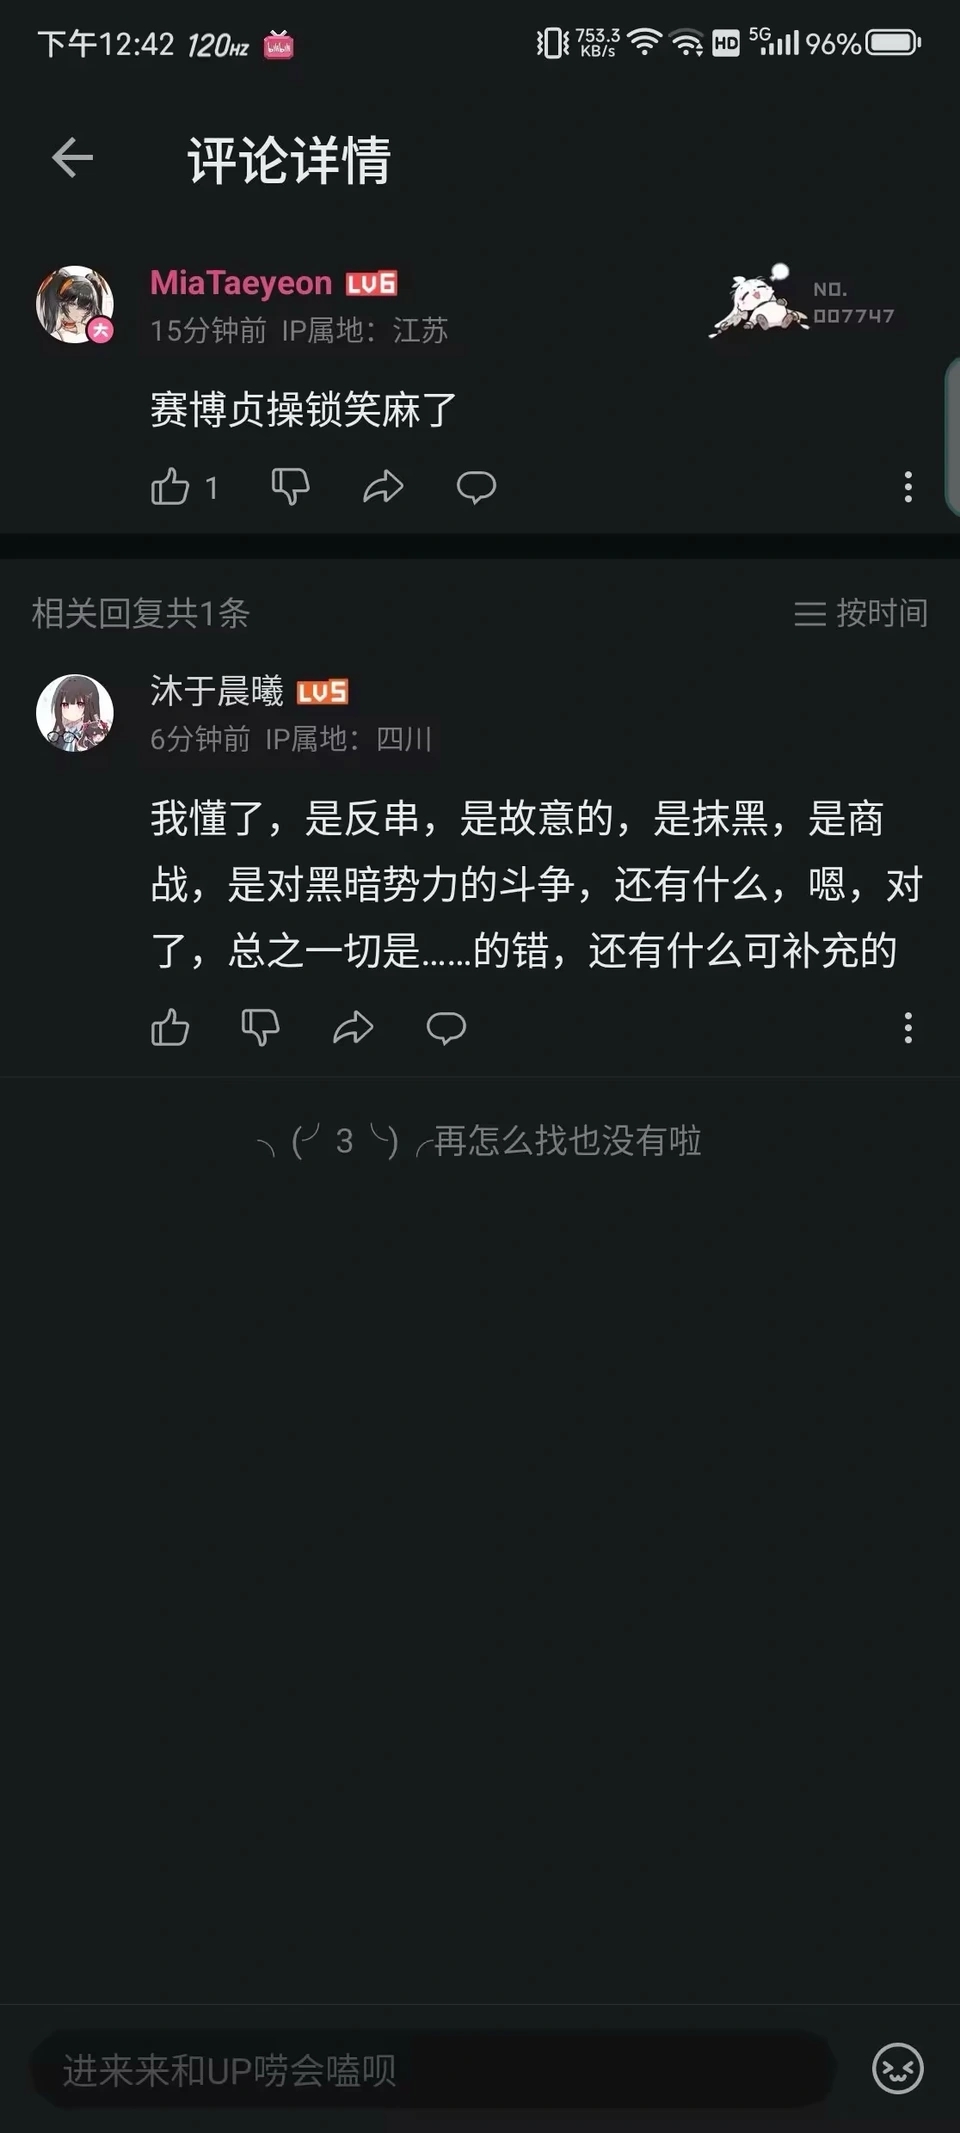 下午12:42 120HZ 753.3 KB/s HD 5G 96%
评论详情
MiaTaeyeon LV6
15分钟前 IP属地：江苏
NO.
007747
大
赛博贞操锁笑麻了
1
相关回复共1条
按时间
沐于晨曦 LV5
6分钟前 IP属地：四川
我懂了，是反串，是故意的，是抹黑，是商
战，是对黑暗势力的斗争，还有什么，嗯，对
了，总之一切是……的错，还有什么可补充的
╮(╯3╰)╭再怎么找也没有啦
进来来和UP唠会嗑呗